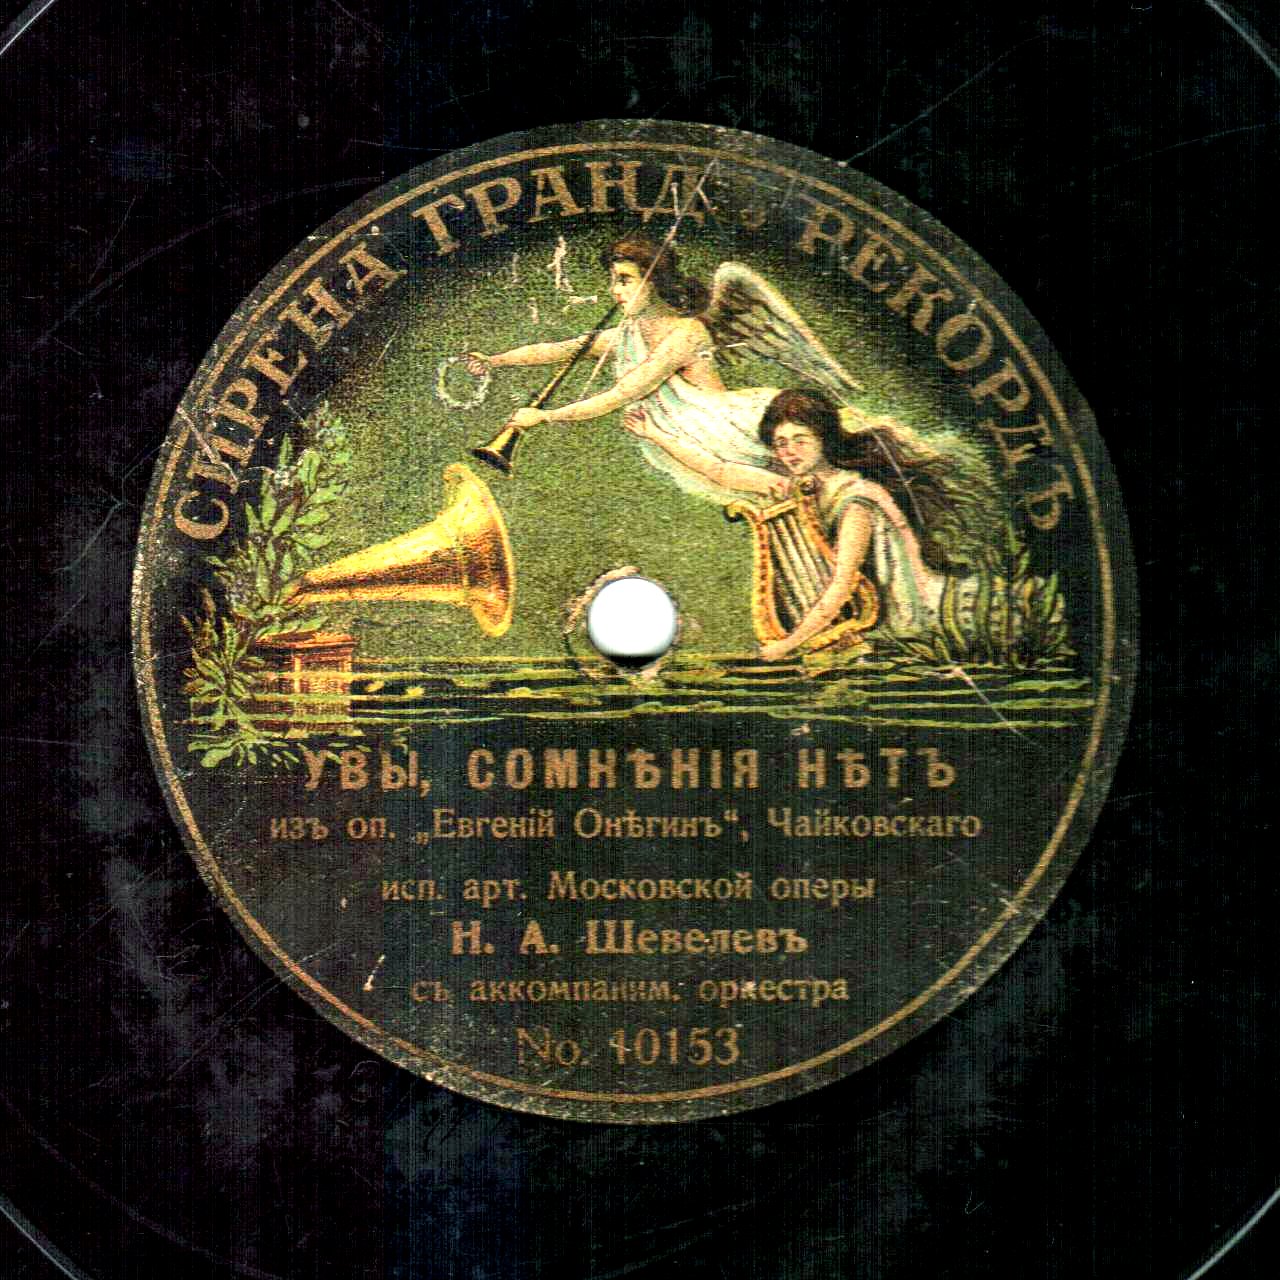 СИРЕНА ГРАНДЪ РЕКОРДЪ
УВЫ, СОМНѢНІЯ НѢТЪ
изъ оп. „Евгеній Онѣгинъ“, Чайковскаго
исп. арт. Московской оперы
Н. А. Шевелевъ
съ аккомпаним. оркестра
No. 10153